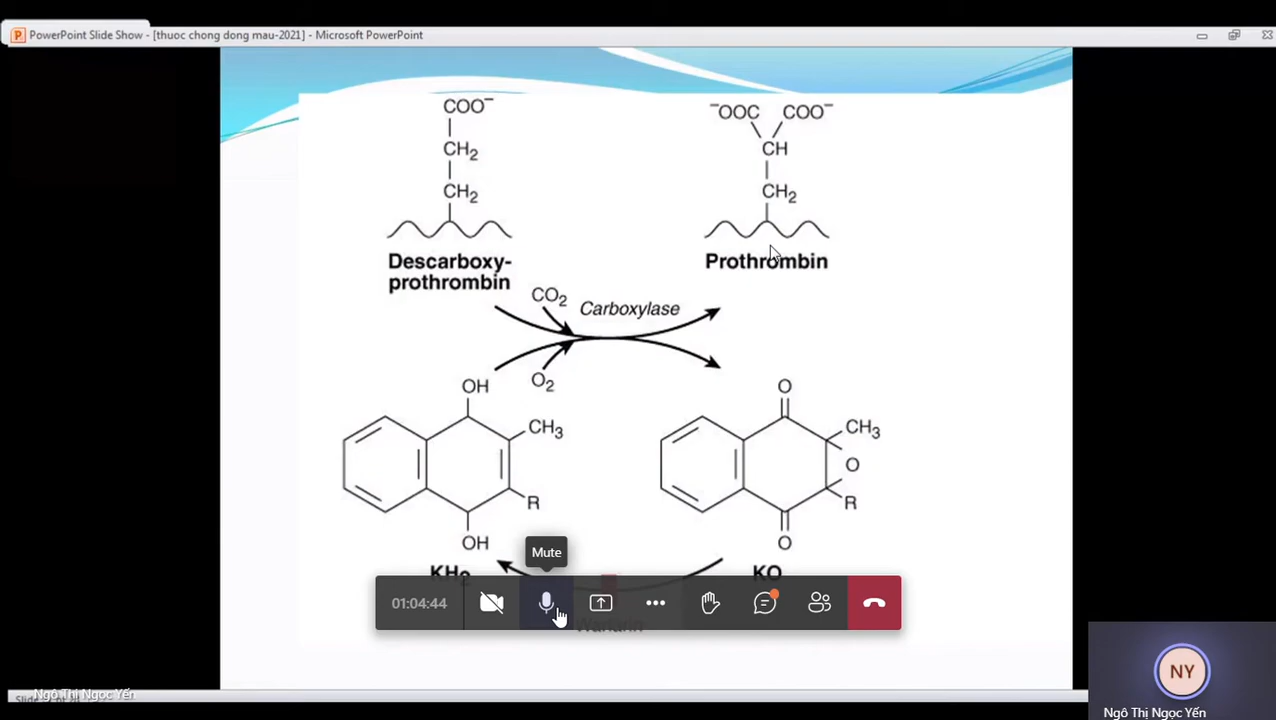 PowerPoint Slide Show - [thuoc chong dong mau-2021] - Microsoft PowerPoint
COO⁻
⁻OOC COO⁻
CH₂
CH
CH₂
CH₂
Descarboxy-
prothrombin
Prothrombin
CO₂
Carboxylase
O₂
OH
O
CH₃
CH₃
O
R
R
OH
O
Mute
KH₂
KO
01:04:44
Warfarin
NY
Slide
Ngô Thị Ngọc Yến
Ngô Thị Ngọc Yến